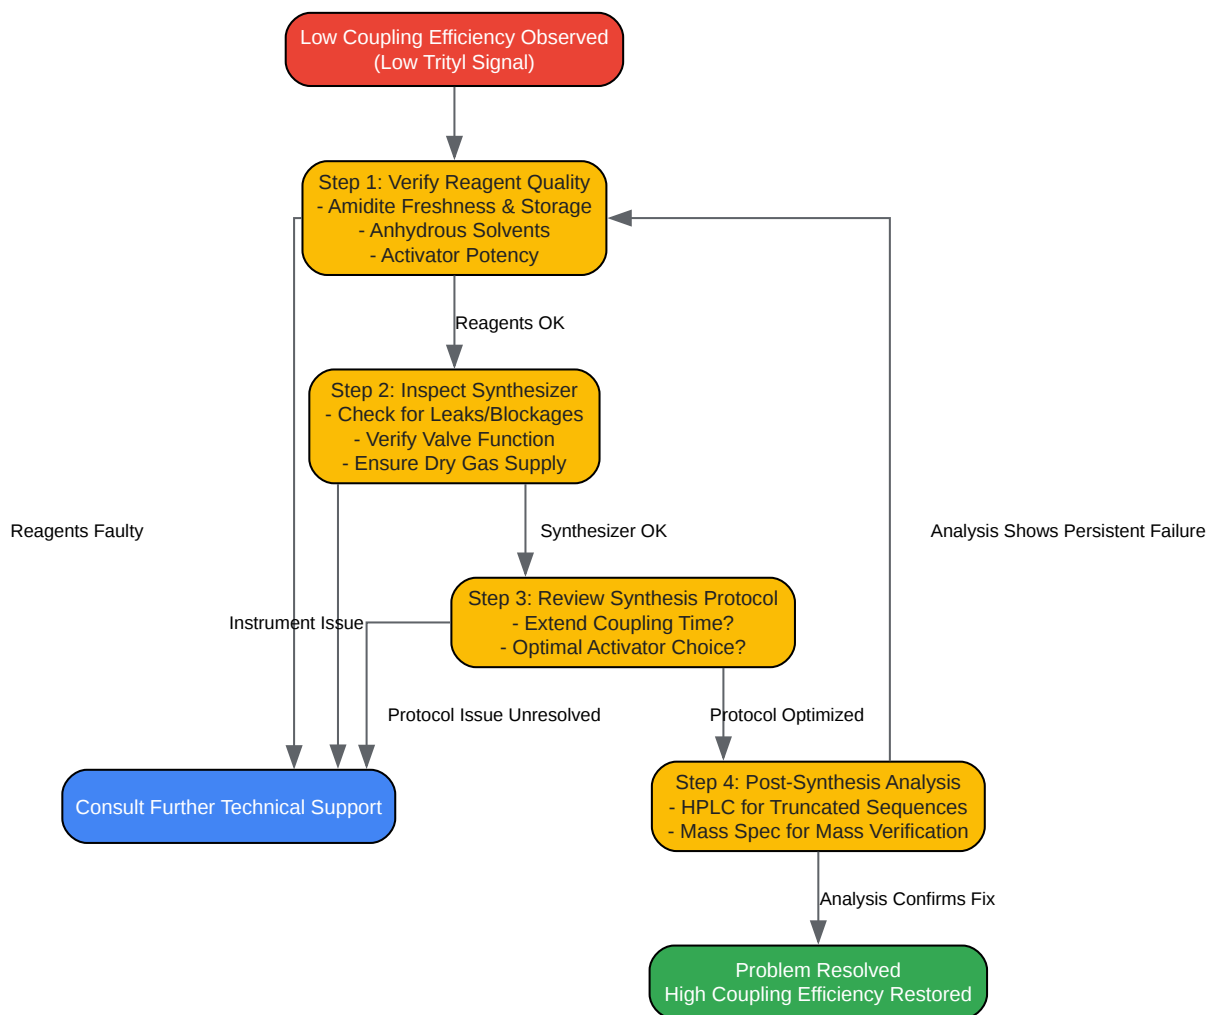 Low Coupling Efficiency Observed
(Low Trityl Signal)
Step 1: Verify Reagent Quality
- Amidite Freshness & Storage
- Anhydrous Solvents
- Activator Potency
Reagents OK
Step 2: Inspect Synthesizer
- Check for Leaks/Blockages
- Verify Valve Function
- Ensure Dry Gas Supply
Reagents Faulty
Synthesizer OK
Analysis Shows Persistent Failure
Step 3: Review Synthesis Protocol
- Extend Coupling Time?
- Optimal Activator Choice?
Instrument Issue
Protocol Issue Unresolved
Protocol Optimized
Step 4: Post-Synthesis Analysis
- HPLC for Truncated Sequences
- Mass Spec for Mass Verification
Consult Further Technical Support
Analysis Confirms Fix
Problem Resolved
High Coupling Efficiency Restored